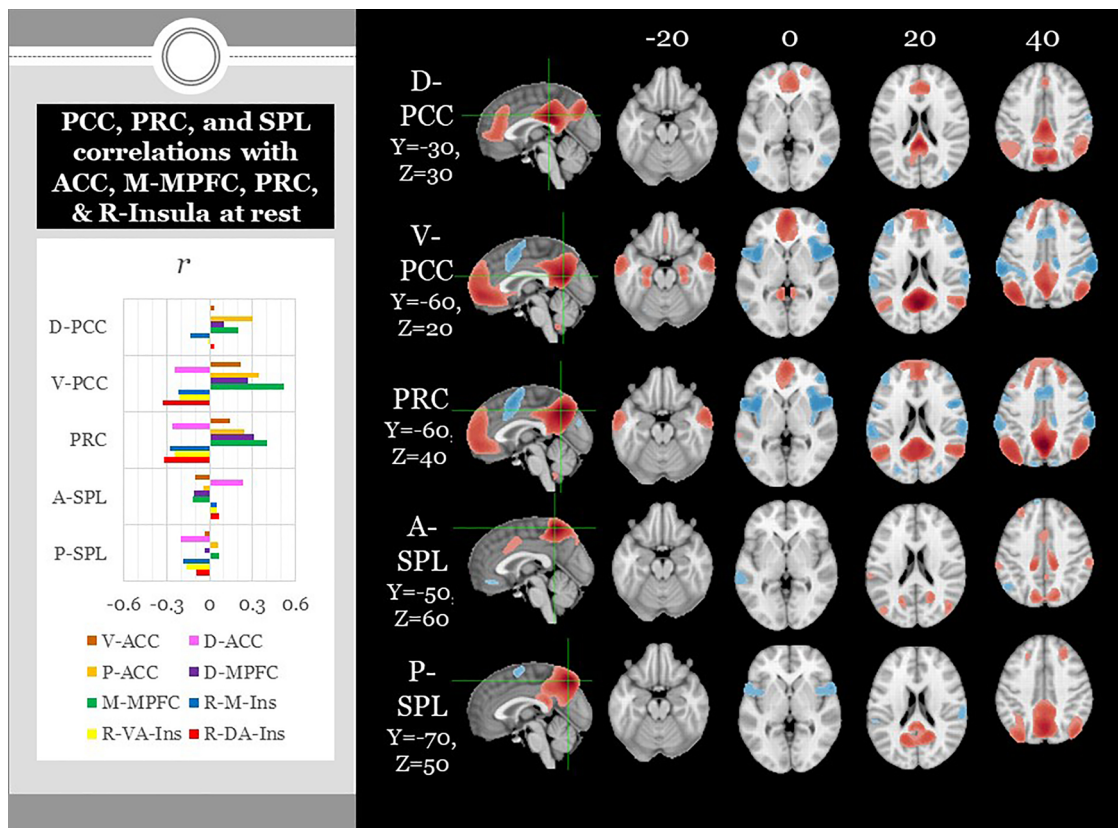 PCC, PRC, and SPL
correlations with
ACC, M-MPFC, PRC,
& R-Insula at rest
r
D-PCC
V-PCC
PRC
A-SPL
P-SPL
-0.6 -0.3 0 0.3 0.6
V-ACC D-ACC
P-ACC D-MPFC
M-MPFC R-M-Ins
R-VA-Ins R-DA-Ins
-20 0 20 40
D-
PCC
Y=-30,
Z=30
V-
PCC
Y=-60,
Z=20
PRC
Y=-60,
Z=40
A-
SPL
Y=-50,
Z=60
P-
SPL
Y=-70,
Z=50